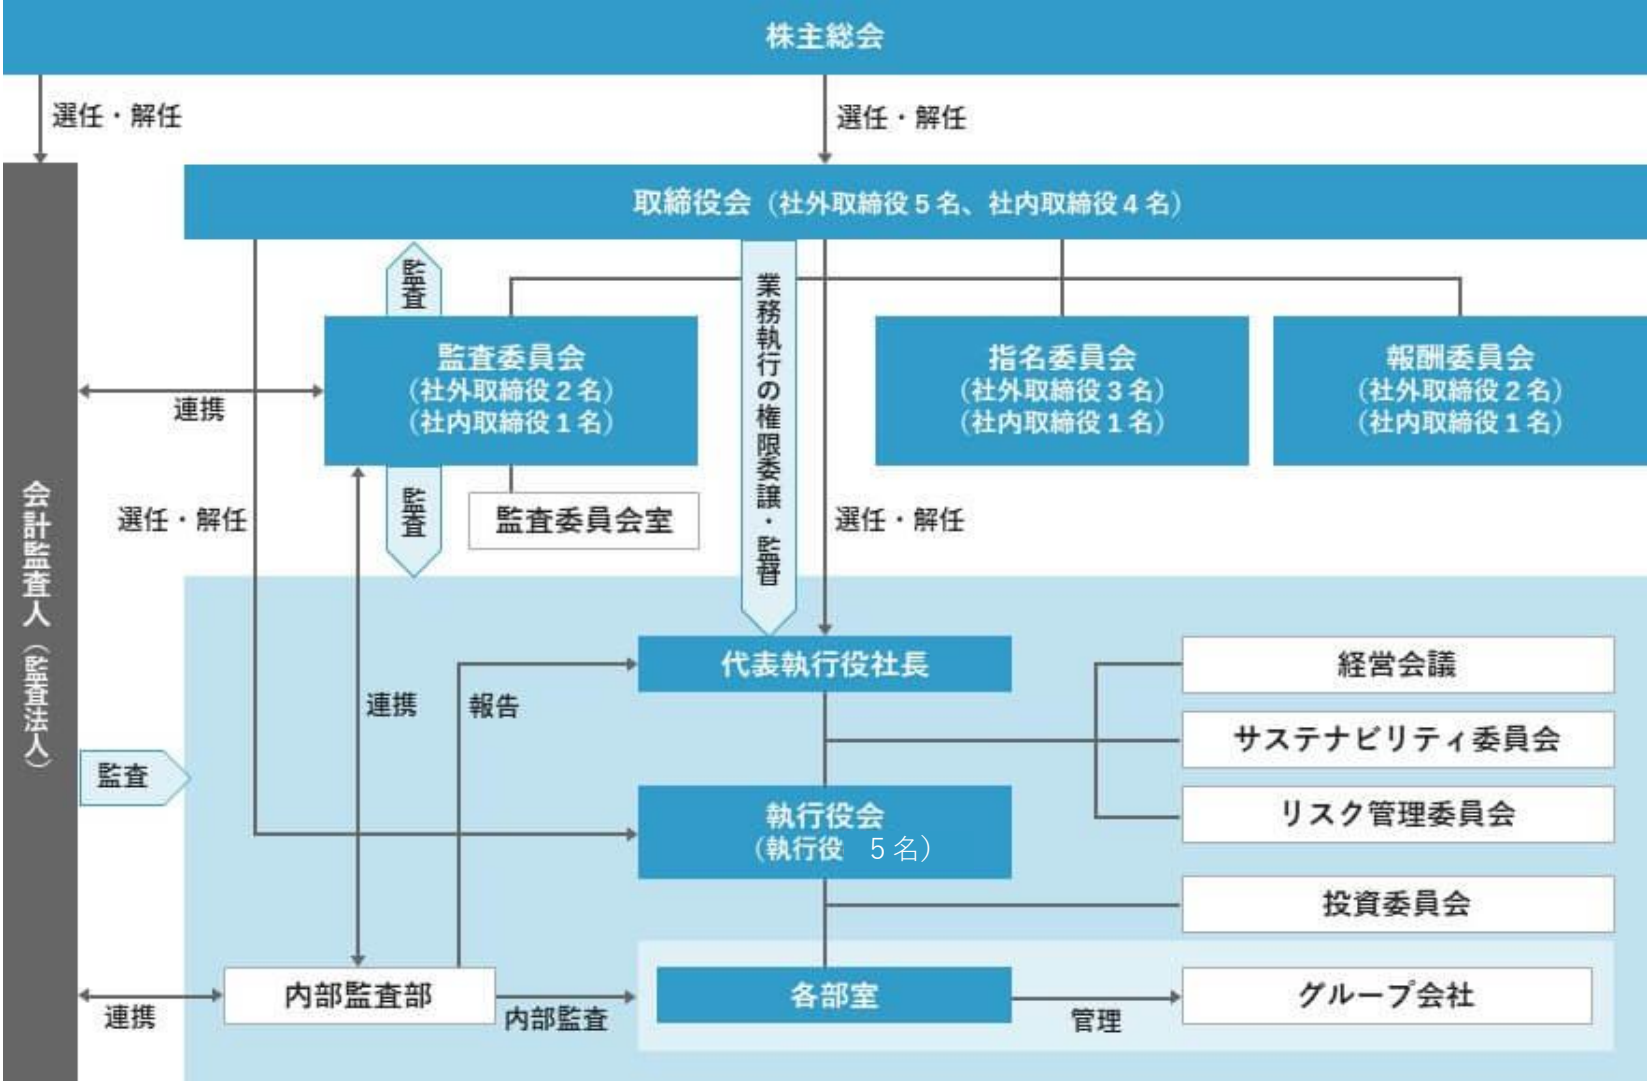 株主総会
選任・解任
選任・解任
取締役会（社外取締役５名、社内取締役４名）
監査
業務執行の権限委譲・監督
監査委員会
（社外取締役２名）
（社内取締役１名）
指名委員会
（社外取締役３名）
（社内取締役１名）
報酬委員会
（社外取締役２名）
（社内取締役１名）
連携
会計監査人（監査法人）
選任・解任
監査
監査委員会室
選任・解任
代表執行役社長
経営会議
連携
報告
サステナビリティ委員会
監査
執行役会
（執行役　５名）
リスク管理委員会
投資委員会
内部監査部
各部室
グループ会社
連携
内部監査
管理